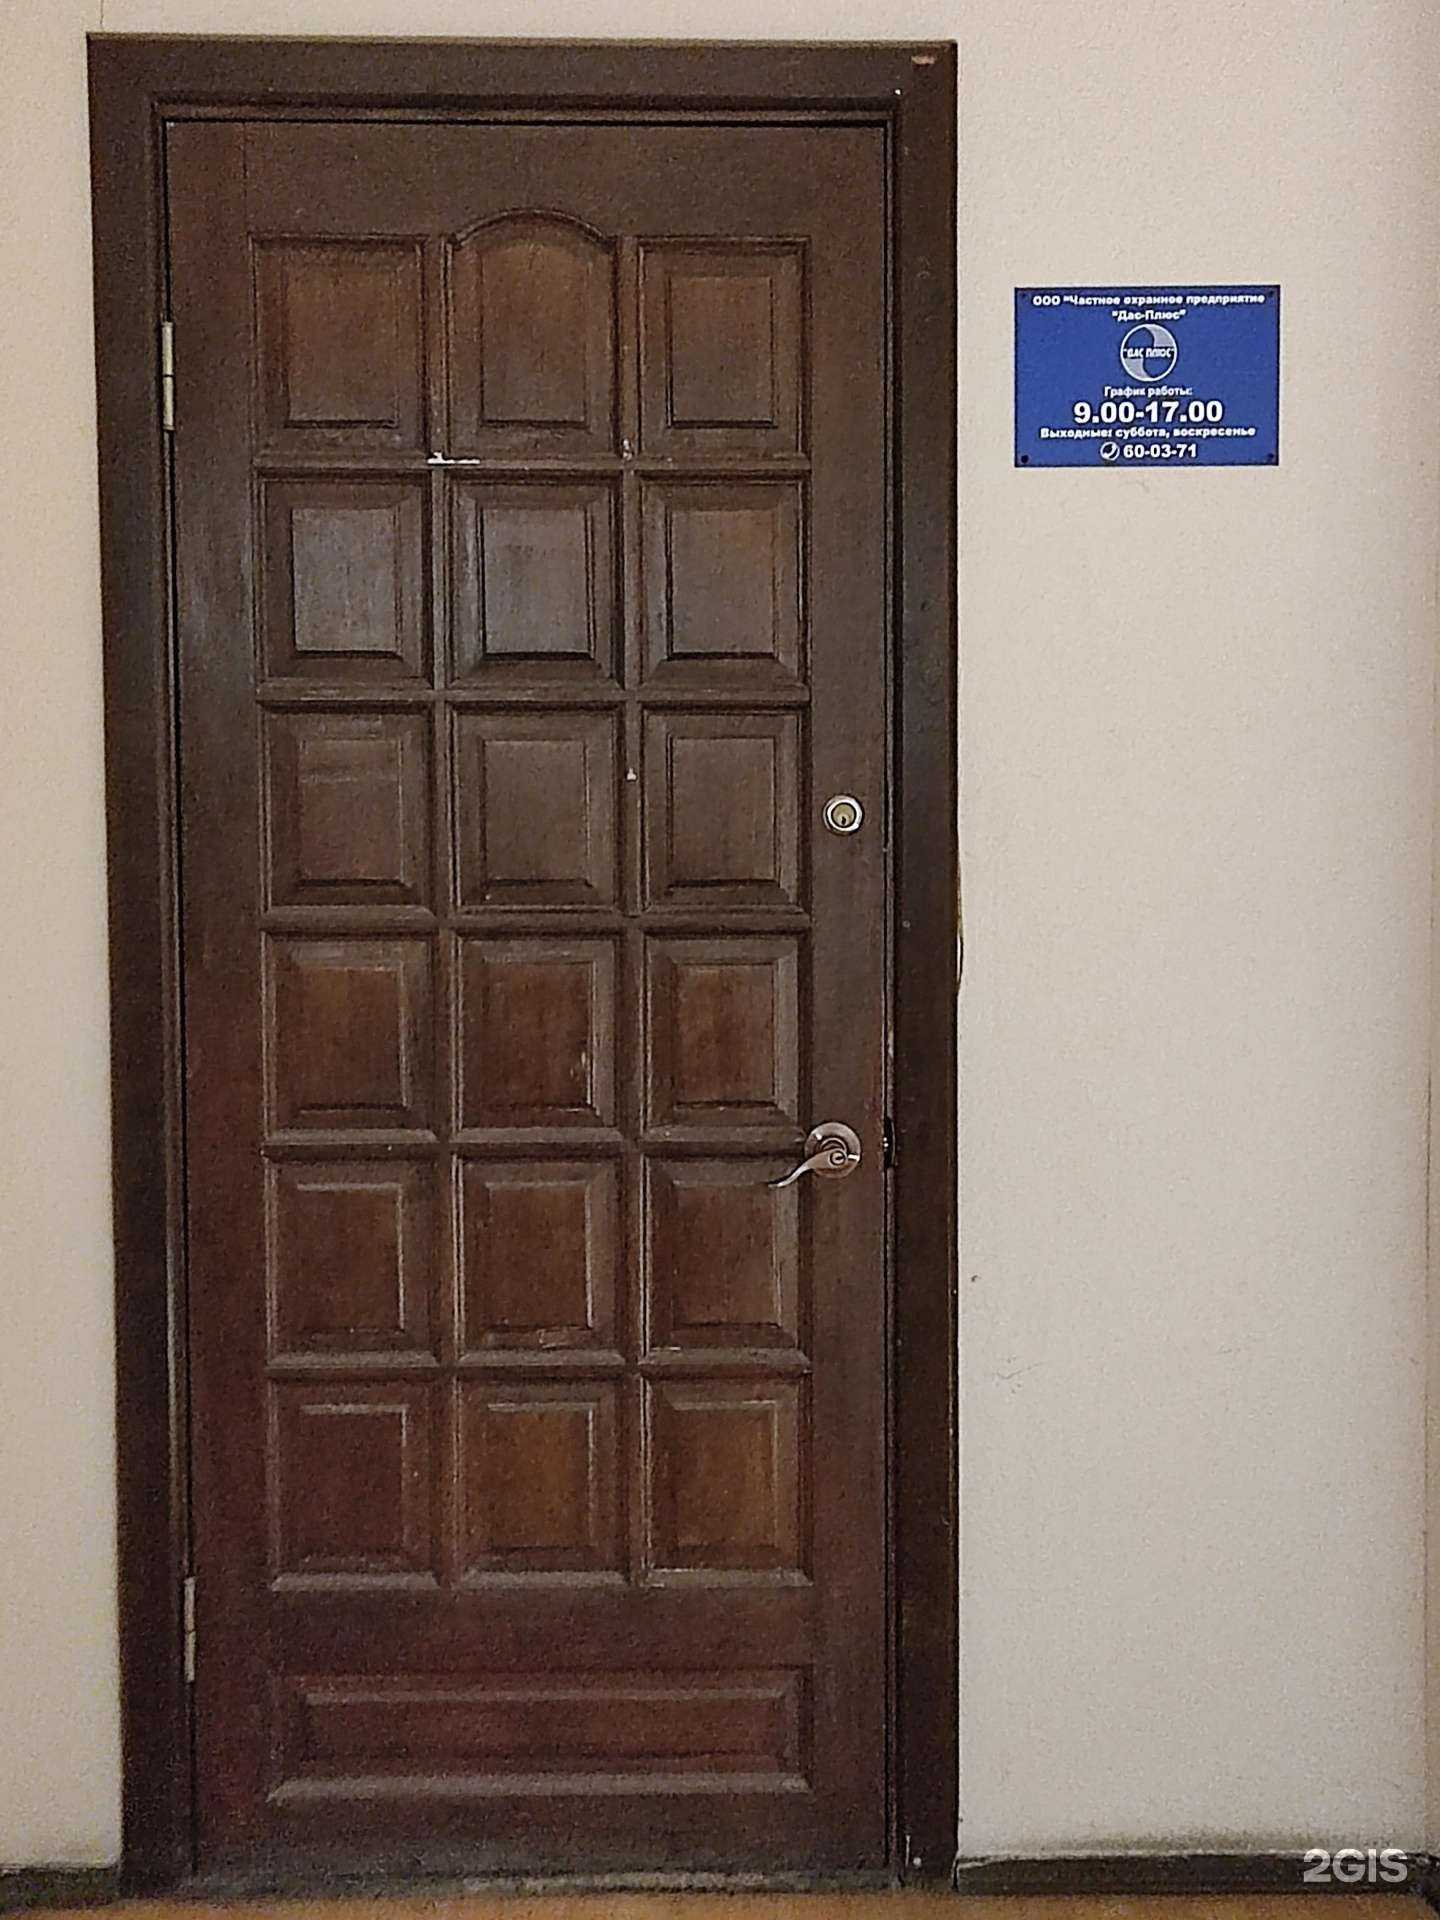 ООО "Частное охранное предприятие
"Дас-Плюс"
"ДАС ПЛЮС"
График работы:
9.00-17.00
Выходные: суббота, воскресенье
60-03-71
2GIS